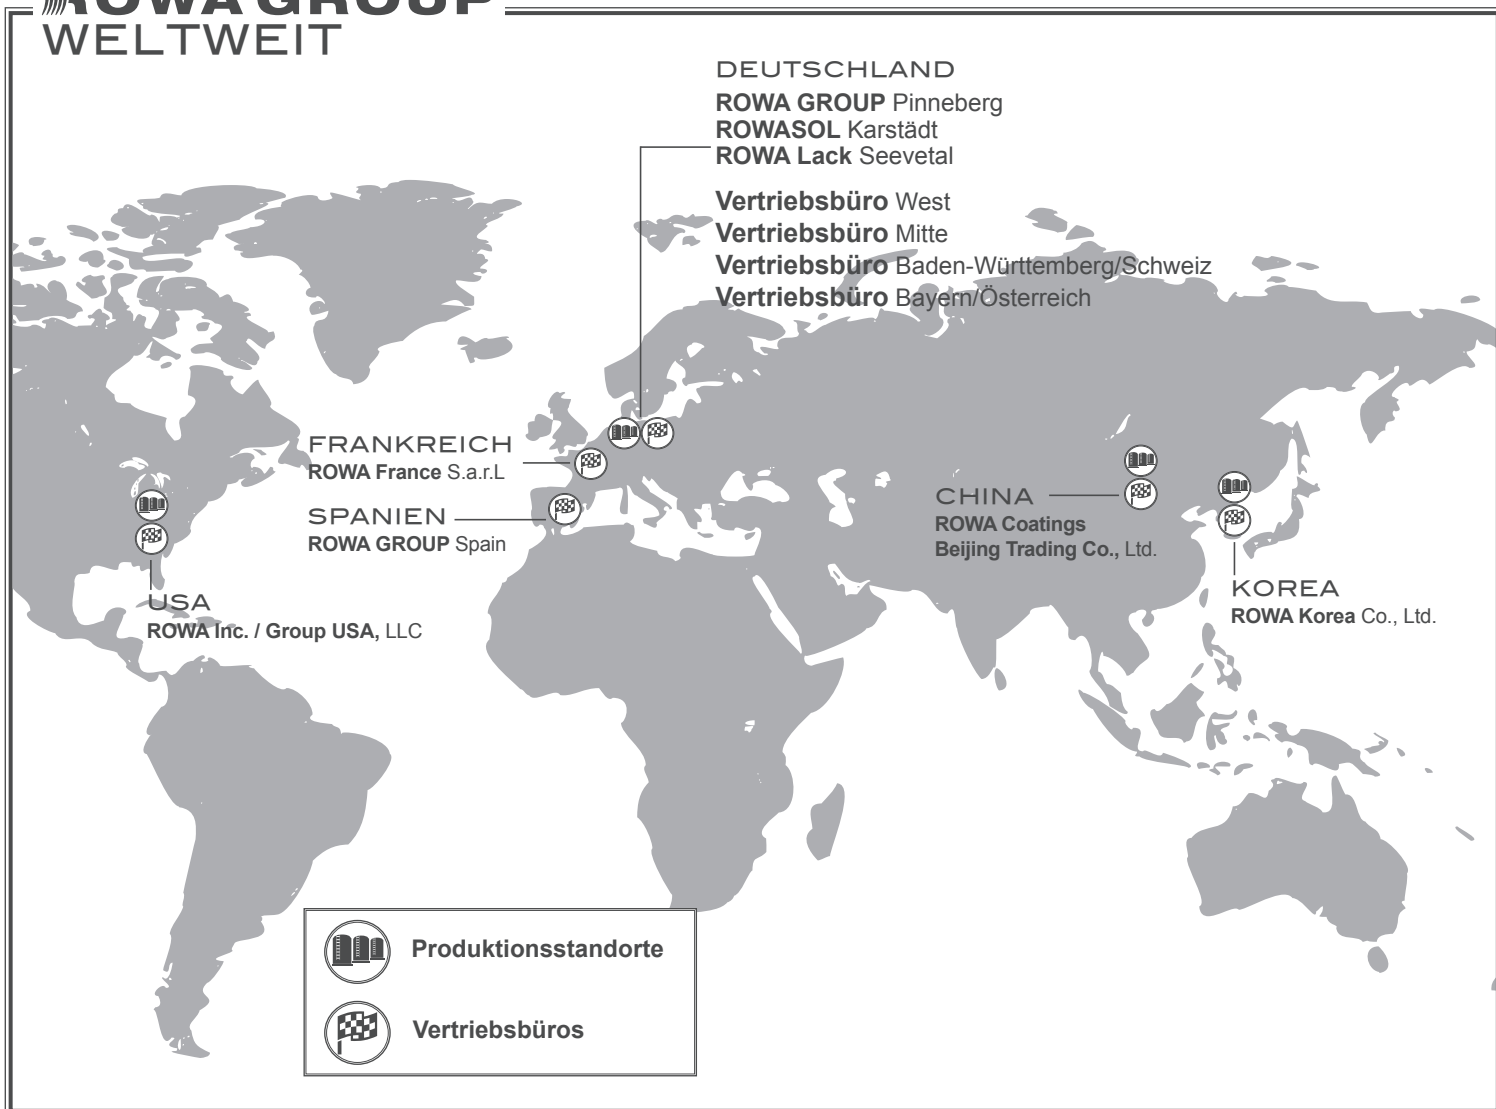 ROWA GROUP
WELTWEIT
DEUTSCHLAND
ROWA GROUP Pinneberg
ROWASOL Karstädt
ROWA Lack Seevetal
Vertriebsbüro West
Vertriebsbüro Mitte
Vertriebsbüro Baden-Württemberg/Schweiz
Vertriebsbüro Bayern/Österreich
FRANKREICH
ROWA France S.a.r.L
SPANIEN
ROWA GROUP Spain
USA
ROWA Inc. / Group USA, LLC
CHINA
ROWA Coatings
Beijing Trading Co., Ltd.
KOREA
ROWA Korea Co., Ltd.
Produktionsstandorte
Vertriebsbüros